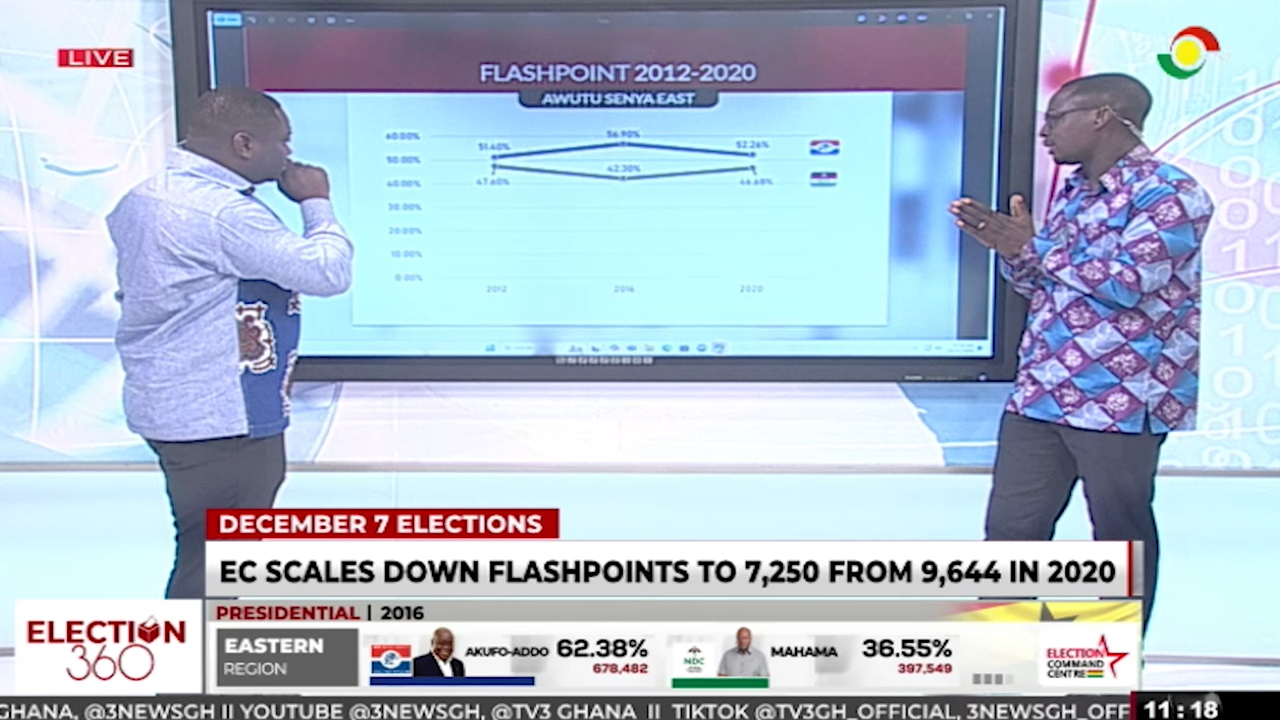 LIVE
FLASHPOINT 2012-2020
AWUTU SENYA EAST
60.00%
50.00%
40.00%
30.00%
20.00%
10.00%
0.00%
51.40%
56.90%
52.26%
47.60%
42.30%
46.68%
2012
2016
2020
DECEMBER 7 ELECTIONS
EC SCALES DOWN FLASHPOINTS TO 7,250 FROM 9,644 IN 2020
ELECTION
360
PRESIDENTIAL | 2016
EASTERN
REGION
AKUFO-ADDO
62.38%
678,482
NDC
MAHAMA
36.55%
397,549
ELECTION
COMMAND
CENTRE
GHANA, @3NEWSGH II YOUTUBE @3NEWSGH, @TV3 GHANA II TIKTOK @TV3GH_OFFICIAL, 3NEWSGH_OFF
11:18